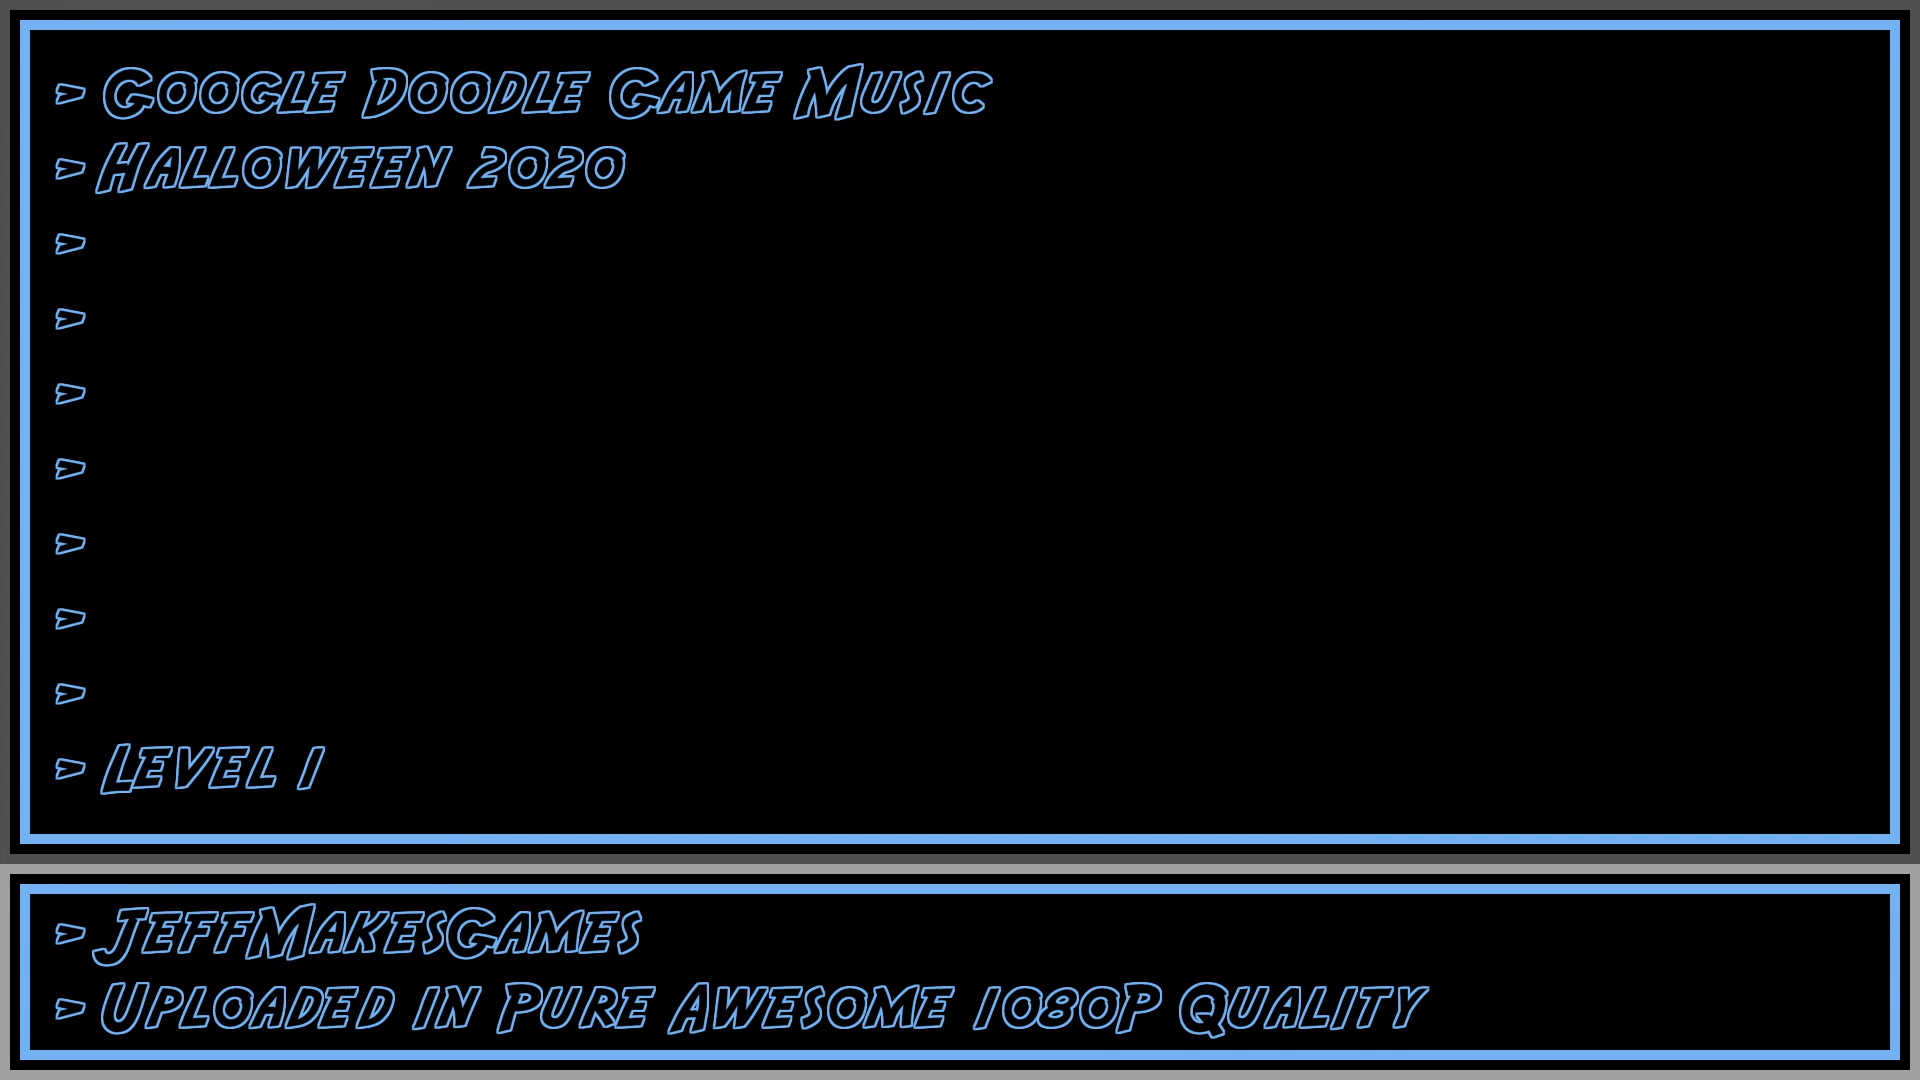 > Google Doodle Game Music
> Halloween 2020
>
>
>
>
>
>
>
> Level 1
> JeffMakesGames
> Uploaded in Pure Awesome 1080p Quality